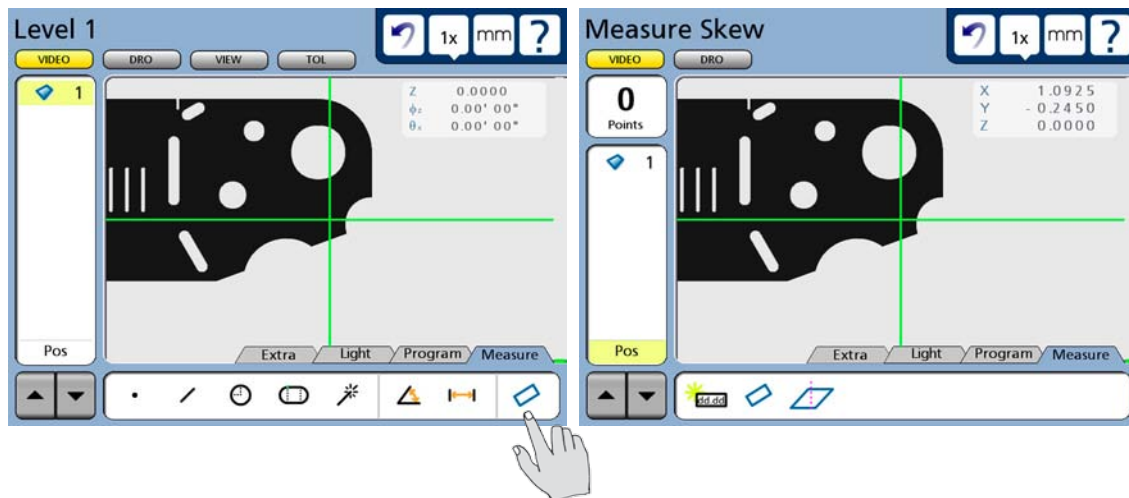 Level 1
1x mm ?
VIDEO DRO VIEW TOL
1
Z 0.0000
ϕz 0.00' 00"
θx 0.00' 00"
Pos
Extra Light Program Measure
Measure Skew
1x mm ?
VIDEO DRO
0
Points
X 1.0925
Y - 0.2450
Z 0.0000
1
Pos
Extra Light Program Measure
dd.dd